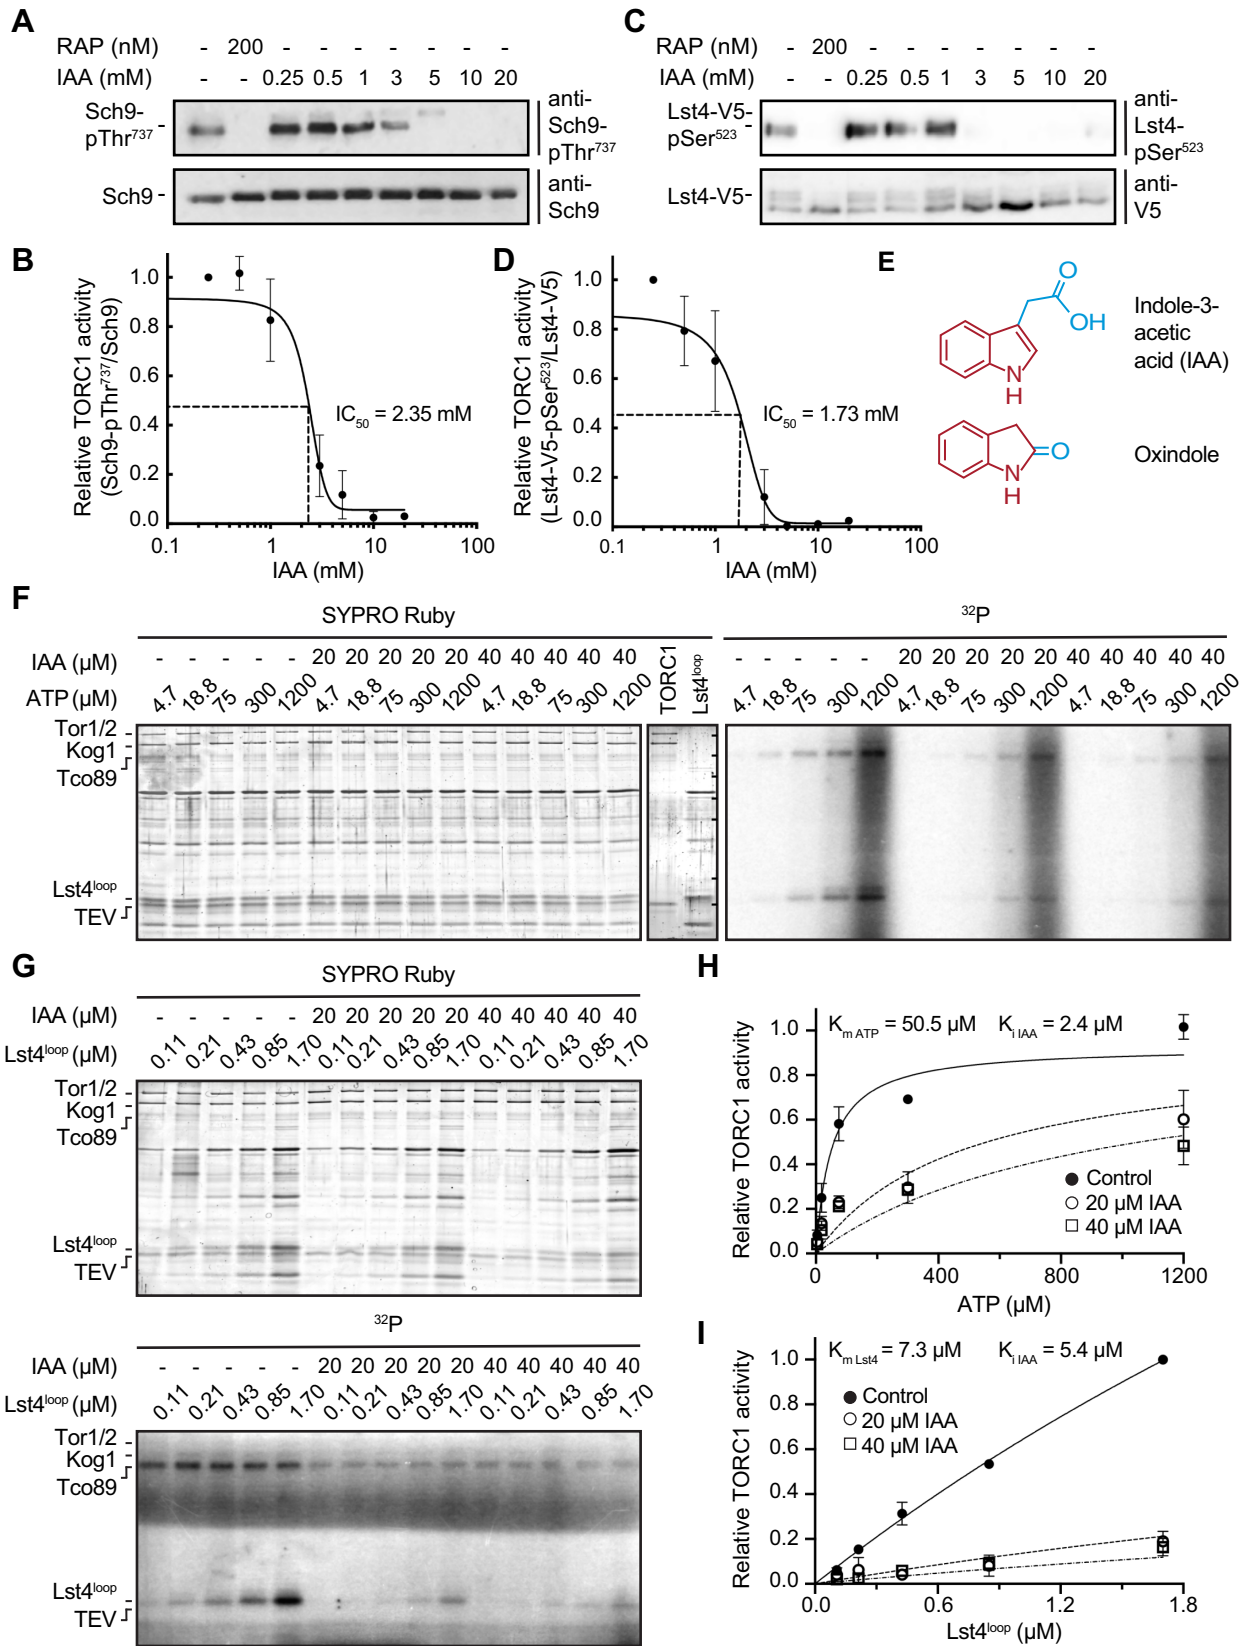 A
RAP (nM) - 200 - - - - - - -
IAA (mM) - - 0.25 0.5 1 3 5 10 20
Sch9-pThr737
anti-Sch9-pThr737
Sch9
anti-Sch9
C
RAP (nM) - 200 - - - - - - -
IAA (mM) - - 0.25 0.5 1 3 5 10 20
Lst4-V5-pSer523
anti-Lst4-pSer523
Lst4-V5
anti-V5
B
Relative TORC1 activity
(Sch9-pThr737/Sch9)
1.0
0.8
0.6
0.4
0.2
0.0
IC50 = 2.35 mM
0.1 1 10 100
IAA (mM)
D
Relative TORC1 activity
(Lst4-V5-pSer523/Lst4-V5)
1.0
0.8
0.6
0.4
0.2
0.0
IC50 = 1.73 mM
0.1 1 10 100
IAA (mM)
E
O
OH
N
H
Indole-3-
acetic
acid (IAA)
O
N
H
Oxindole
F
SYPRO Ruby
IAA (µM) - - - - - 20 20 20 20 20 40 40 40 40 40
ATP (µM) 4.7 18.8 75 300 1200 4.7 18.8 75 300 1200 4.7 18.8 75 300 1200
TORC1
Lst4loop
32P
- - - - - 20 20 20 20 20 40 40 40 40 40
4.7 18.8 75 300 1200 4.7 18.8 75 300 1200 4.7 18.8 75 300 1200
Tor1/2
Kog1
Tco89
Lst4loop
TEV
G
SYPRO Ruby
IAA (µM) - - - - - 20 20 20 20 20 40 40 40 40 40
Lst4loop (µM) 0.11 0.21 0.43 0.85 1.70 0.11 0.21 0.43 0.85 1.70 0.11 0.21 0.43 0.85 1.70
Tor1/2
Kog1
Tco89
Lst4loop
TEV
32P
IAA (µM) - - - - - 20 20 20 20 20 40 40 40 40 40
Lst4loop (µM) 0.11 0.21 0.43 0.85 1.70 0.11 0.21 0.43 0.85 1.70 0.11 0.21 0.43 0.85 1.70
Tor1/2
Kog1
Tco89
Lst4loop
TEV
H
Relative TORC1 activity
1.0
0.8
0.6
0.4
0.2
0.0
Km ATP = 50.5 µM Ki IAA = 2.4 µM
Control
20 µM IAA
40 µM IAA
0 400 800 1200
ATP (µM)
I
Relative TORC1 activity
1.0
0.8
0.6
0.4
0.2
0.0
Km Lst4 = 7.3 µM Ki IAA = 5.4 µM
Control
20 µM IAA
40 µM IAA
0.0 0.6 1.2 1.8
Lst4loop (µM)